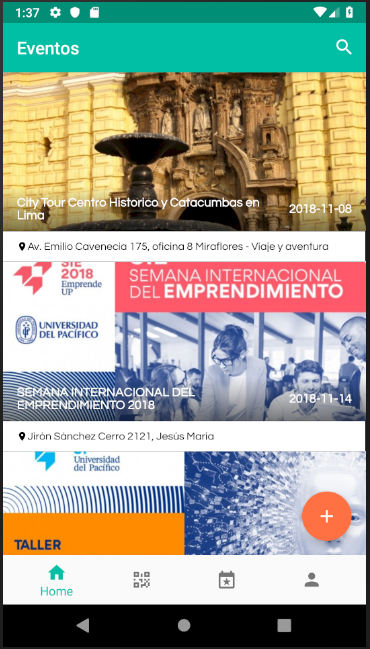 1:37
Eventos
City Tour Centro Historico y Catacumbas en
Lima
2018-11-08
Av. Emilio Cavenecia 175, oficina 8 Miraflores - Viaje y aventura
SIE
2018
Emprende
UP
SEMANA INTERNACIONAL
DEL EMPRENDIMIENTO
UNIVERSIDAD
DEL PACÍFICO
SEMANA INTERNACIONAL DEL
EMPRENDIMIENTO 2018
2018-11-14
Jirón Sánchez Cerro 2121, Jesús Maria
Universidad
del Pacífico
TALLER
+
Home